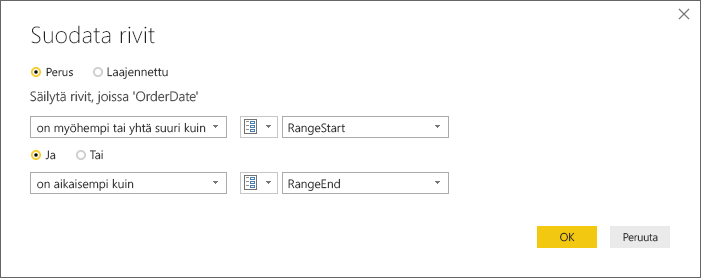 Suodata rivit
Perus Laajennettu
Säilytä rivit, joissa 'OrderDate'
on myöhempi tai yhtä suuri kuin RangeStart
Ja Tai
on aikaisempi kuin RangeEnd
OK Peruuta